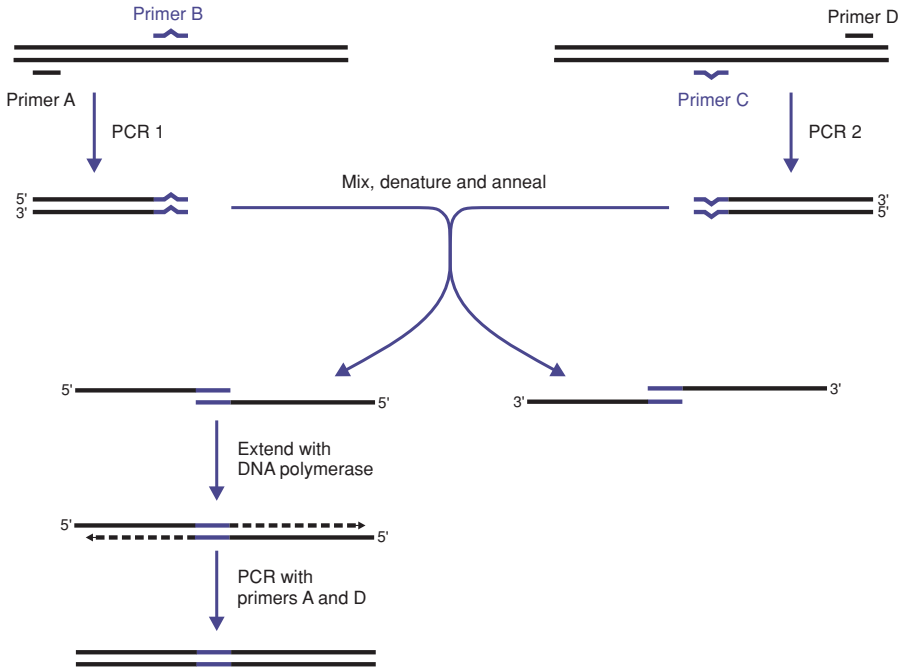 Primer B
Primer D
Primer A
Primer C
PCR 1
PCR 2
Mix, denature and anneal
5'
3'
3'
5'
5'
5'
3'
3'
Extend with
DNA polymerase
5'
5'
PCR with
primers A and D